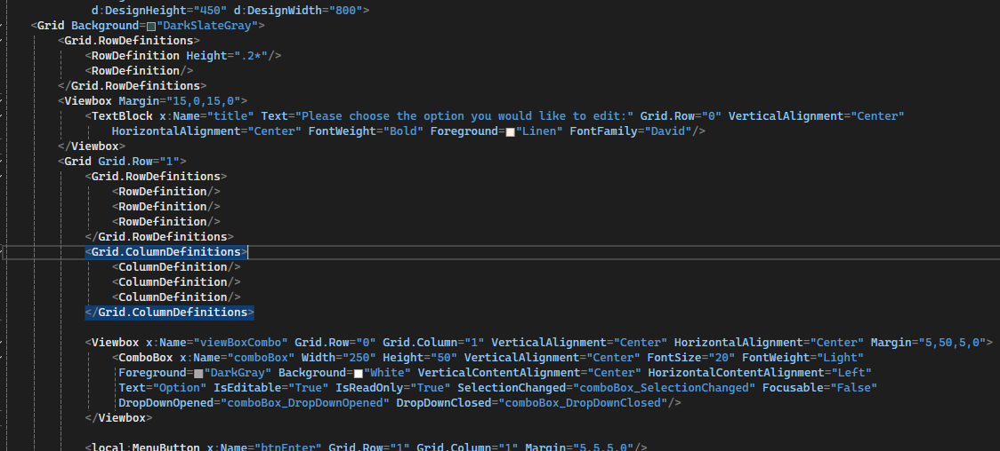 d:DesignHeight="450" d:DesignWidth="800">
<Grid Background="DarkSlateGray">
<Grid.RowDefinitions>
<RowDefinition Height=".2*"/>
<RowDefinition/>
</Grid.RowDefinitions>
<Viewbox Margin="15,0,15,0">
<TextBlock x:Name="title" Text="Please choose the option you would like to edit:" Grid.Row="0" VerticalAlignment="Center"
HorizontalAlignment="Center" FontWeight="Bold" Foreground="Linen" FontFamily="David"/>
</Viewbox>
<Grid Grid.Row="1">
<Grid.RowDefinitions>
<RowDefinition/>
<RowDefinition/>
<RowDefinition/>
</Grid.RowDefinitions>
<Grid.ColumnDefinitions>
<ColumnDefinition/>
<ColumnDefinition/>
<ColumnDefinition/>
</Grid.ColumnDefinitions>
<Viewbox x:Name="viewBoxCombo" Grid.Row="0" Grid.Column="1" VerticalAlignment="Center" HorizontalAlignment="Center" Margin="5,50,5,0">
<ComboBox x:Name="comboBox" Width="250" Height="50" VerticalAlignment="Center" FontSize="20" FontWeight="Light"
Foreground="DarkGray" Background="White" VerticalContentAlignment="Center" HorizontalContentAlignment="Left"
Text="Option" IsEditable="True" IsReadOnly="True" SelectionChanged="comboBox_SelectionChanged" Focusable="False"
DropDownOpened="comboBox_DropDownOpened" DropDownClosed="comboBox_DropDownClosed"/>
</Viewbox>
<local:MenuButton x:Name="btnEnter" Grid.Row="1" Grid.Column="1" Margin="5,5,5,0"/>